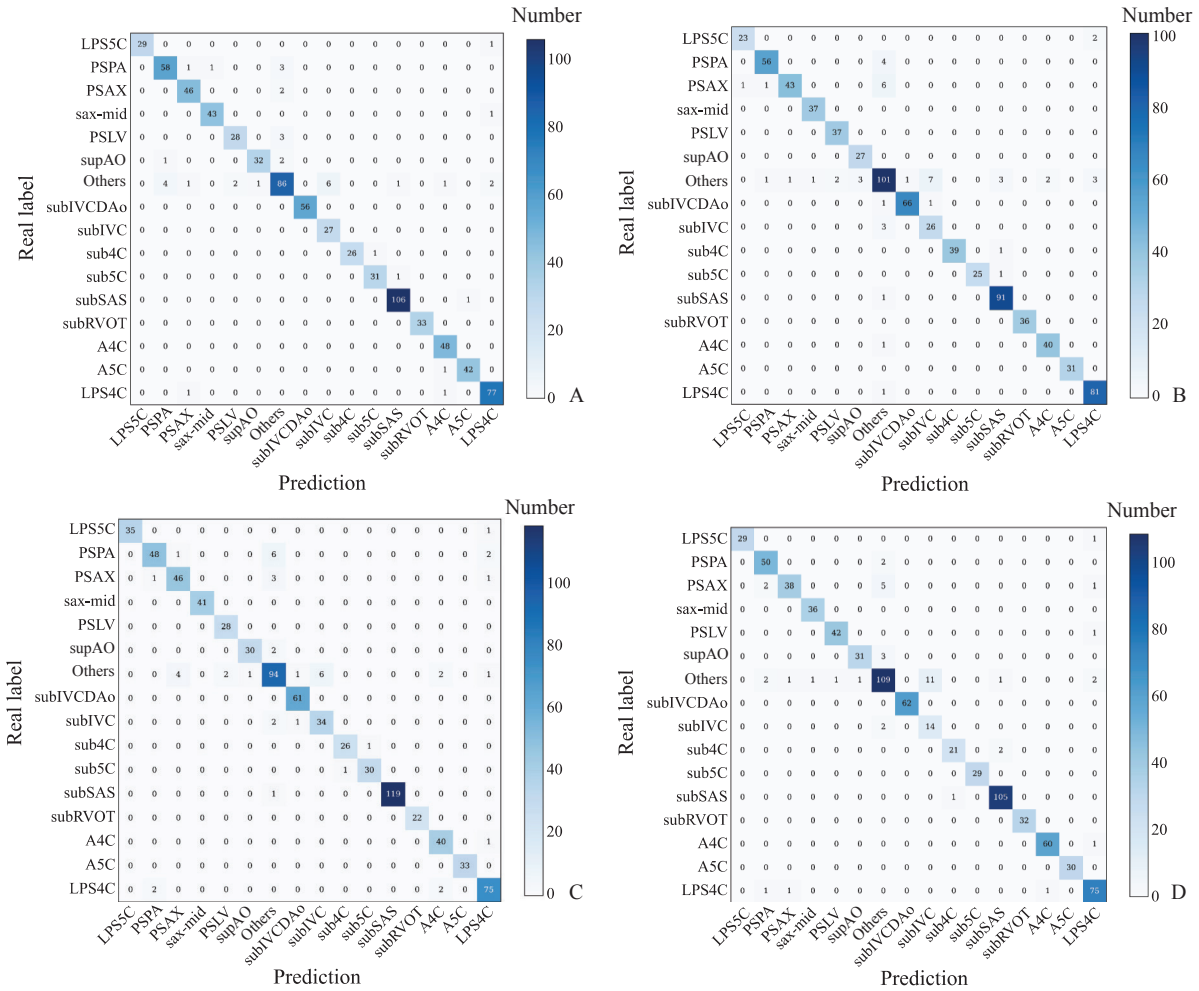 Number
LPS5C 29 0 0 0 0 0 0 0 0 0 0 0 0 0 0 1
PSPA 0 58 1 1 0 0 3 0 0 0 0 0 0 0 0 0
PSAX 0 0 46 0 0 0 2 0 0 0 0 0 0 0 0 0
sax-mid 0 0 0 43 0 0 0 0 0 0 0 0 0 0 0 1
PSLV 0 0 0 0 28 0 3 0 0 0 0 0 0 0 0 0
supAO 0 1 0 0 0 32 2 0 0 0 0 0 0 0 0 0
Others 0 4 1 0 2 1 86 0 6 0 0 1 0 1 0 2
subIVCDAo 0 0 0 0 0 0 0 56 0 0 0 0 0 0 0 0
subIVC 0 0 0 0 0 0 0 0 27 0 0 0 0 0 0 0
sub4C 0 0 0 0 0 0 0 0 0 26 1 0 0 0 0 0
sub5C 0 0 0 0 0 0 0 0 0 0 31 1 0 0 0 0
subSAS 0 0 0 0 0 0 0 0 0 0 0 106 0 0 1 0
subRVOT 0 0 0 0 0 0 0 0 0 0 0 0 33 0 0 0
A4C 0 0 0 0 0 0 0 0 0 0 0 0 0 48 0 0
A5C 0 0 0 0 0 0 0 0 0 0 0 0 0 1 42 0
LPS4C 0 0 1 0 0 0 0 0 0 0 0 0 0 1 0 77
LPS5C PSPA PSAX sax-mid PSLV supAO Others subIVCDAo subIVC sub4C sub5C subSAS subRVOT A4C A5C LPS4C
Real label
Prediction
100
80
60
40
20
0
A
Number
LPS5C 23 0 0 0 0 0 0 0 0 0 0 0 0 0 0 2
PSPA 0 56 0 0 0 0 4 0 0 0 0 0 0 0 0 0
PSAX 1 1 43 0 0 0 6 0 0 0 0 0 0 0 0 0
sax-mid 0 0 0 37 0 0 0 0 0 0 0 0 0 0 0 0
PSLV 0 0 0 0 37 0 0 0 0 0 0 0 0 0 0 0
supAO 0 0 0 0 0 27 0 0 0 0 0 0 0 0 0 0
Others 0 1 1 1 2 3 101 1 7 0 0 3 0 2 0 3
subIVCDAo 0 0 0 0 0 0 1 66 1 0 0 0 0 0 0 0
subIVC 0 0 0 0 0 0 3 0 26 0 0 0 0 0 0 0
sub4C 0 0 0 0 0 0 0 0 0 39 0 1 0 0 0 0
sub5C 0 0 0 0 0 0 0 0 0 0 25 1 0 0 0 0
subSAS 0 0 0 0 0 0 1 0 0 0 0 91 0 0 0 0
subRVOT 0 0 0 0 0 0 0 0 0 0 0 0 36 0 0 0
A4C 0 0 0 0 0 0 1 0 0 0 0 0 0 40 0 0
A5C 0 0 0 0 0 0 0 0 0 0 0 0 0 0 31 0
LPS4C 0 0 0 0 0 0 1 0 0 0 0 0 0 0 0 81
LPS5C PSPA PSAX sax-mid PSLV supAO Others subIVCDAo subIVC sub4C sub5C subSAS subRVOT A4C A5C LPS4C
Real label
Prediction
100
80
60
40
20
0
B
Number
LPS5C 35 0 0 0 0 0 0 0 0 0 0 0 0 0 0 1
PSPA 0 48 1 0 0 0 6 0 0 0 0 0 0 0 0 2
PSAX 0 1 46 0 0 0 3 0 0 0 0 0 0 0 0 1
sax-mid 0 0 0 41 0 0 0 0 0 0 0 0 0 0 0 0
PSLV 0 0 0 0 28 0 0 0 0 0 0 0 0 0 0 0
supAO 0 0 0 0 0 30 2 0 0 0 0 0 0 0 0 0
Others 0 0 4 0 2 1 94 1 6 0 0 0 0 2 0 1
subIVCDAo 0 0 0 0 0 0 0 61 0 0 0 0 0 0 0 0
subIVC 0 0 0 0 0 0 2 1 34 0 0 0 0 0 0 0
sub4C 0 0 0 0 0 0 0 0 0 26 1 0 0 0 0 0
sub5C 0 0 0 0 0 0 0 0 0 1 30 0 0 0 0 0
subSAS 0 0 0 0 0 0 1 0 0 0 0 119 0 0 0 0
subRVOT 0 0 0 0 0 0 0 0 0 0 0 0 22 0 0 0
A4C 0 0 0 0 0 0 0 0 0 0 0 0 0 40 0 1
A5C 0 0 0 0 0 0 0 0 0 0 0 0 0 0 33 0
LPS4C 0 2 0 0 0 0 0 0 0 0 0 0 0 2 0 75
LPS5C PSPA PSAX sax-mid PSLV supAO Others subIVCDAo subIVC sub4C sub5C subSAS subRVOT A4C A5C LPS4C
Real label
Prediction
100
80
60
40
20
0
C
Number
LPS5C 29 0 0 0 0 0 0 0 0 0 0 0 0 0 0 1
PSPA 0 50 0 0 0 0 2 0 0 0 0 0 0 0 0 0
PSAX 0 2 38 0 0 0 5 0 0 0 0 0 0 0 0 1
sax-mid 0 0 0 36 0 0 0 0 0 0 0 0 0 0 0 0
PSLV 0 0 0 0 42 0 0 0 0 0 0 0 0 0 0 1
supAO 0 0 0 0 0 31 3 0 0 0 0 0 0 0 0 0
Others 0 2 1 1 1 1 109 0 11 0 0 1 0 0 0 2
subIVCDAo 0 0 0 0 0 0 0 62 0 0 0 0 0 0 0 0
subIVC 0 0 0 0 0 0 2 0 14 0 0 0 0 0 0 0
sub4C 0 0 0 0 0 0 0 0 0 21 0 2 0 0 0 0
sub5C 0 0 0 0 0 0 0 0 0 0 29 0 0 0 0 0
subSAS 0 0 0 0 0 0 0 0 0 1 0 105 0 0 0 0
subRVOT 0 0 0 0 0 0 0 0 0 0 0 0 32 0 0 0
A4C 0 0 0 0 0 0 0 0 0 0 0 0 0 60 0 1
A5C 0 0 0 0 0 0 0 0 0 0 0 0 0 0 30 0
LPS4C 0 1 1 0 0 0 0 0 0 0 0 0 0 1 0 75
LPS5C PSPA PSAX sax-mid PSLV supAO Others subIVCDAo subIVC sub4C sub5C subSAS subRVOT A4C A5C LPS4C
Real label
Prediction
100
80
60
40
20
0
D